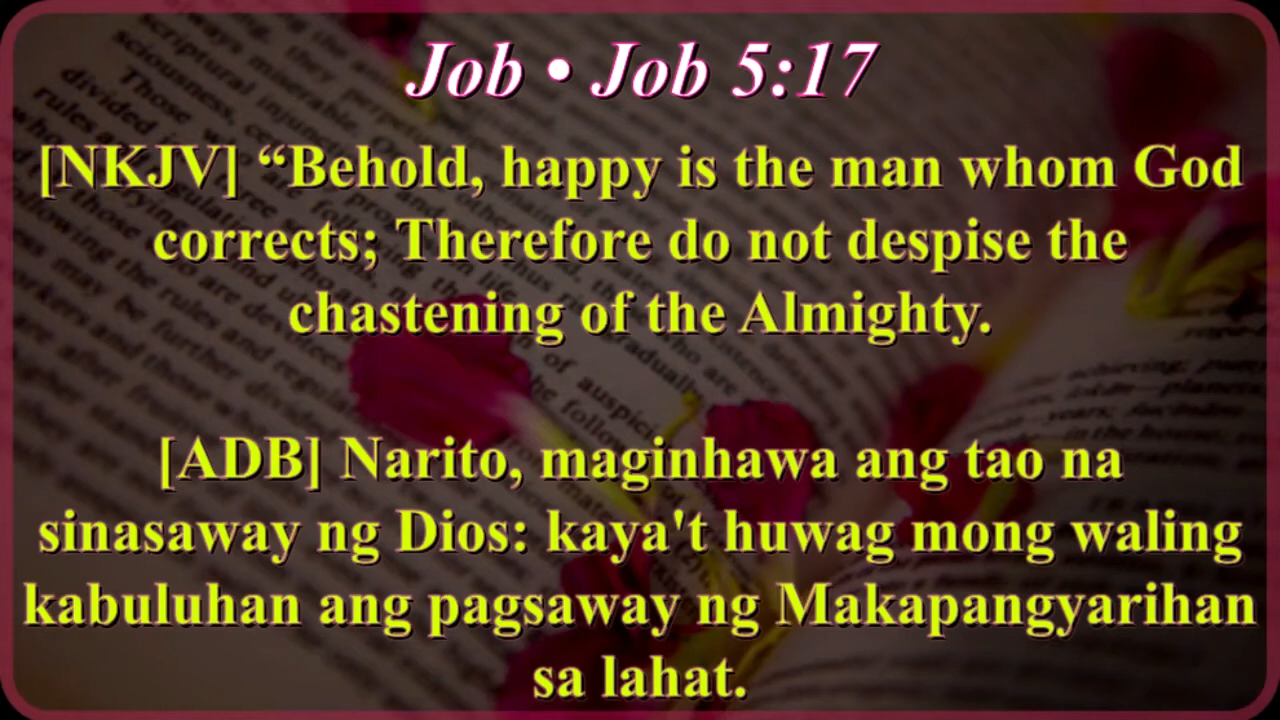 Job • Job 5:17
[NKJV] “Behold, happy is the man whom God
corrects; Therefore do not despise the
chastening of the Almighty.
[ADB] Narito, maginhawa ang tao na
sinasaway ng Dios: kaya't huwag mong waling
kabuluhan ang pagsaway ng Makapangyarihan
sa lahat.